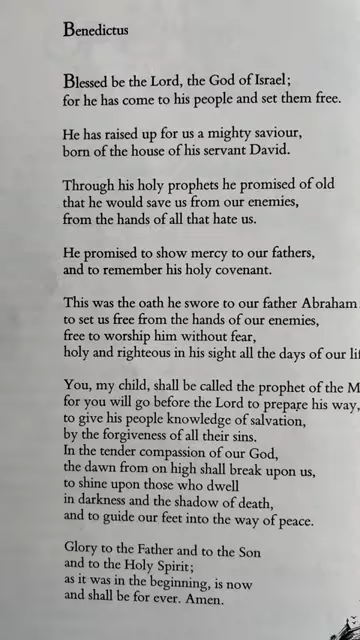 Benedictus
Blessed be the Lord, the God of Israel;
for he has come to his people and set them free.
He has raised up for us a mighty saviour,
born of the house of his servant David.
Through his holy prophets he promised of old
that he would save us from our enemies,
from the hands of all that hate us.
He promised to show mercy to our fathers,
and to remember his holy covenant.
This was the oath he swore to our father Abraham
to set us free from the hands of our enemies,
free to worship him without fear,
holy and righteous in his sight all the days of our
You, my child, shall be called the prophet of the
for you will go before the Lord to prepare his way,
to give his people knowledge of salvation,
by the forgiveness of all their sins.
In the tender compassion of our God,
the dawn from on high shall break upon us,
to shine upon those who dwell
in darkness and the shadow of death,
and to guide our feet into the way of peace.
Glory to the Father and to the Son
and to the Holy Spirit;
as it was in the beginning, is now
and shall be for ever. Amen.